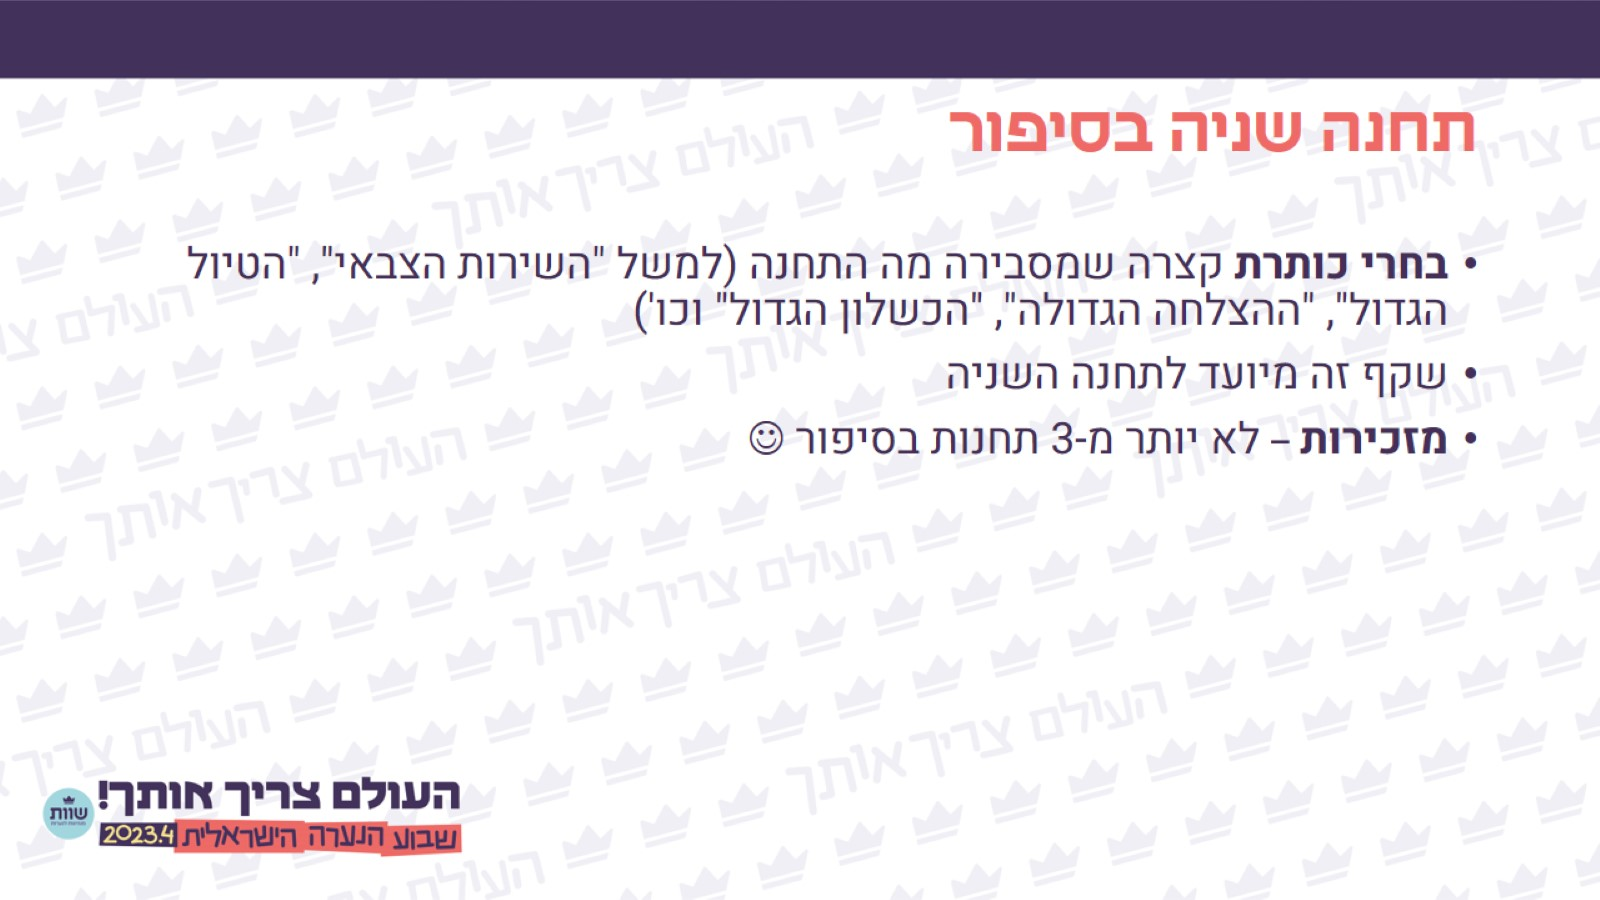 תחנה שניה בסיפור
• בחרי כותרת קצרה שמסבירה מה התחנה (למשל "השירות הצבאי", "הטיול
הגדול", "ההצלחה הגדולה", "הכשלון הגדול" וכו')
• שקף זה מיועד לתחנה השניה
• מזכירות – לא יותר מ-3 תחנות בסיפור ☺
העולם צריך אותך!
שבוע הנערה הישראלית 2023.4
שוות